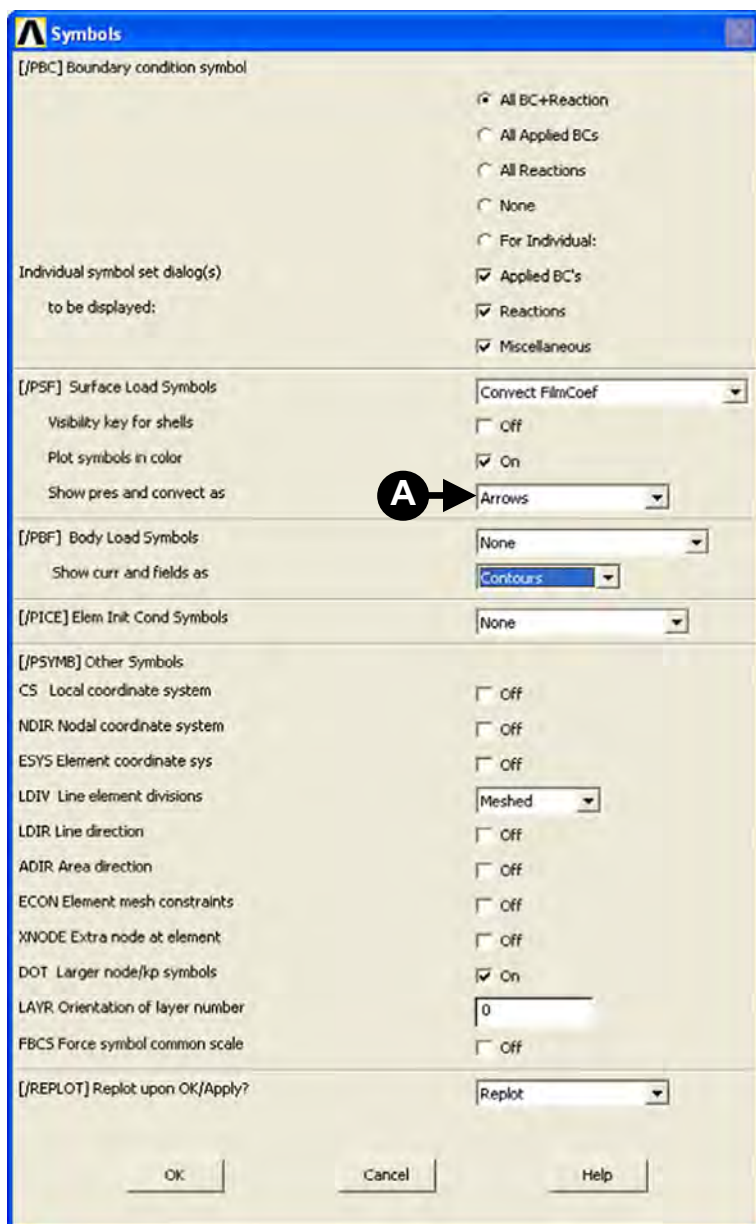 Symbols
[/PBC] Boundary condition symbol
All BC+Reaction
All Applied BCs
All Reactions
None
For Individual:
Individual symbol set dialog(s)
Applied BC's
to be displayed:
Reactions
Miscellaneous
[/PSF] Surface Load Symbols
Convect FilmCoef
Visibility key for shells
Off
Plot symbols in color
On
Show pres and convect as
A
Arrows
[/PBF] Body Load Symbols
None
Show curr and fields as
Contours
[/PICE] Elem Init Cond Symbols
None
[/PSYMB] Other Symbols
CS Local coordinate system
Off
NDIR Nodal coordinate system
Off
ESYS Element coordinate sys
Off
LDIV Line element divisions
Meshed
LDIR Line direction
Off
ADIR Area direction
Off
ECON Element mesh constraints
Off
XNODE Extra node at element
Off
DOT Larger node/kp symbols
On
LAYR Orientation of layer number
0
FBCS Force symbol common scale
Off
[/REPLOT] Replot upon OK/Apply?
Replot
OK
Cancel
Help